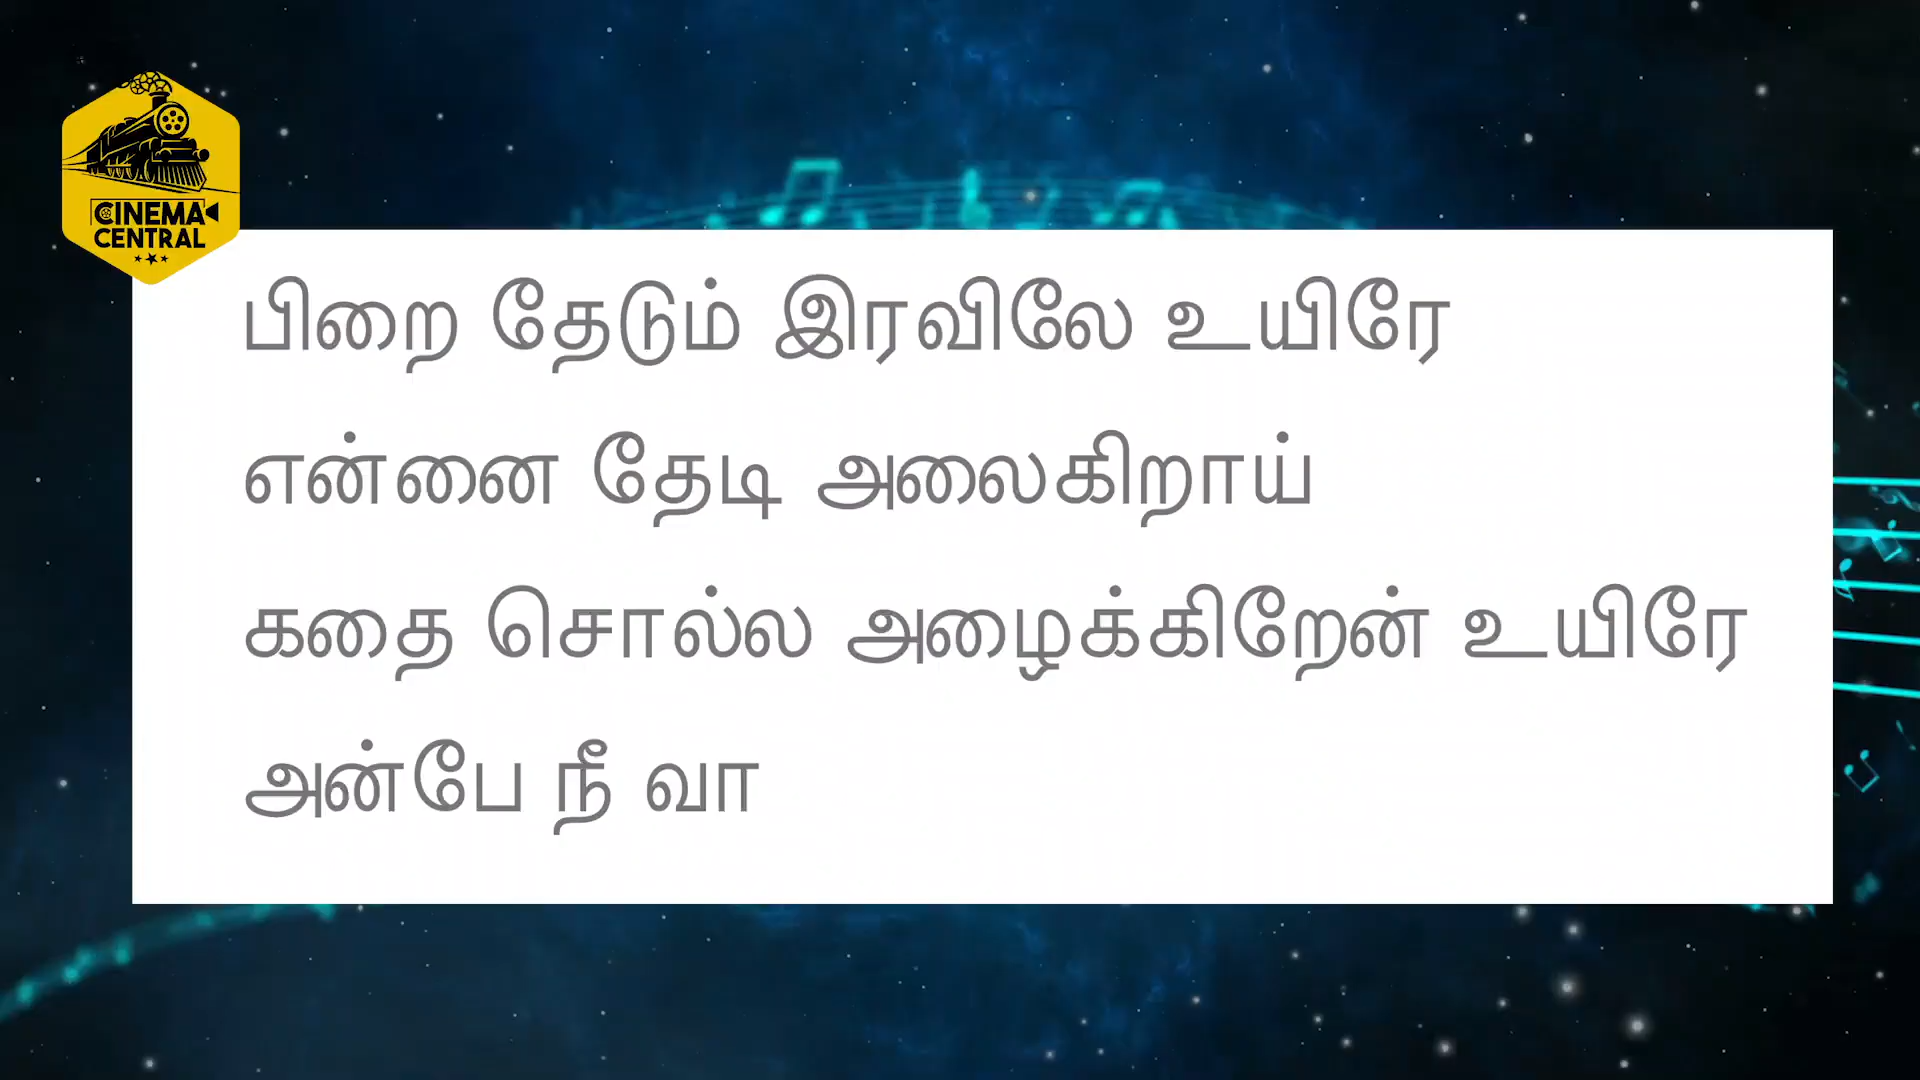 CINEMA
CENTRAL
பிறை தேடும் இரவிலே உயிரே
என்னை தேடி அலைகிறாய்
கதை சொல்ல அழைக்கிறேன் உயிரே
அன்பே நீ வா